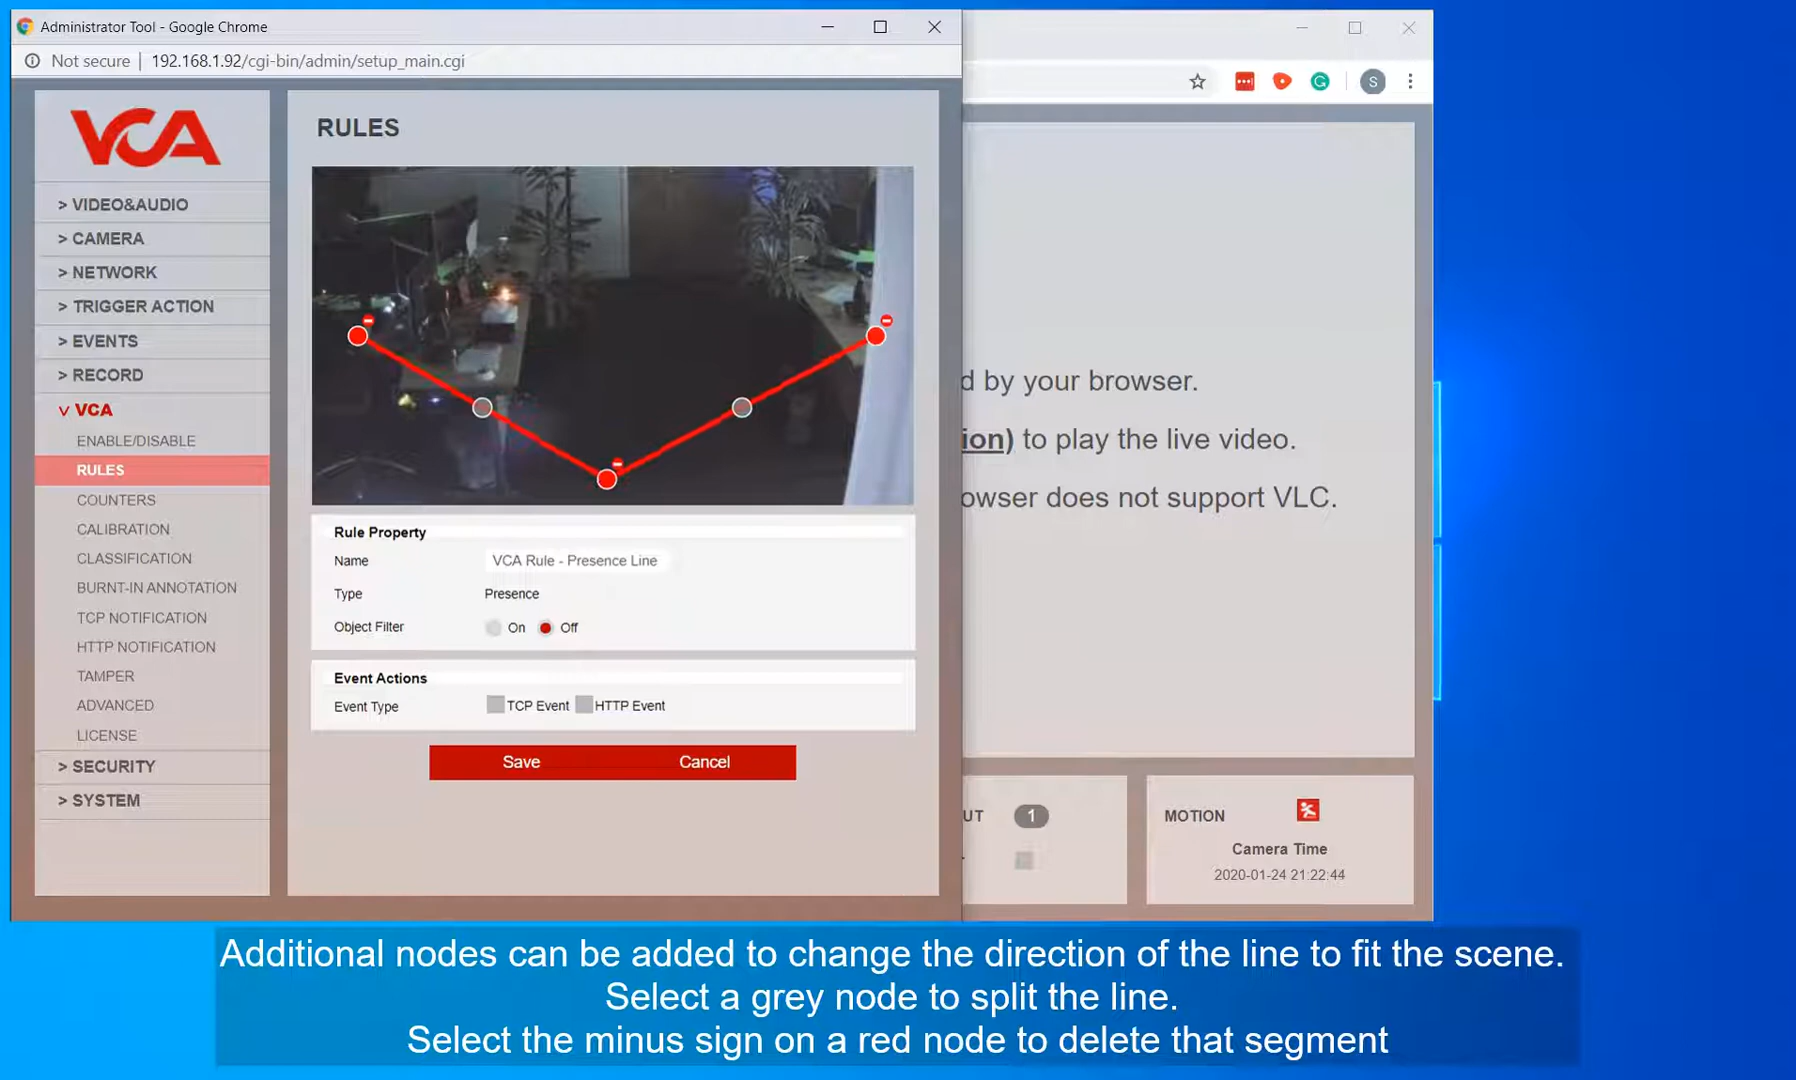 Administrator Tool - Google Chrome
Not secure | 192.168.1.92/cgi-bin/admin/setup_main.cgi
S
VCA
> VIDEO&AUDIO
> CAMERA
> NETWORK
> TRIGGER ACTION
> EVENTS
> RECORD
v VCA
ENABLE/DISABLE
RULES
COUNTERS
CALIBRATION
CLASSIFICATION
BURNT-IN ANNOTATION
TCP NOTIFICATION
HTTP NOTIFICATION
TAMPER
ADVANCED
LICENSE
> SECURITY
> SYSTEM
RULES
Rule Property
Name VCA Rule - Presence Line
Type Presence
Object Filter On Off
Event Actions
Event Type TCP Event HTTP Event
Save Cancel
d by your browser.
ion) to play the live video.
owser does not support VLC.
UT 1
MOTION
Camera Time
2020-01-24 21:22:44
Additional nodes can be added to change the direction of the line to fit the scene.
Select a grey node to split the line.
Select the minus sign on a red node to delete that segment